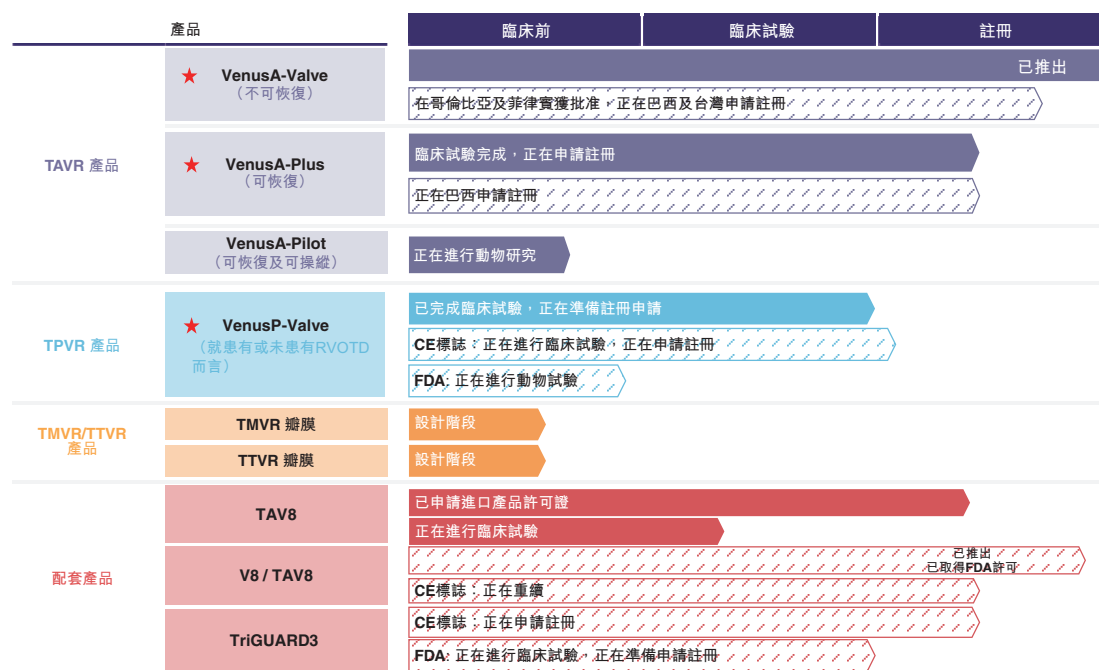 產品
臨床前
臨床試驗
註冊
TAVR 產品
VenusA-Valve
（不可恢復）
已推出
在哥倫比亞及菲律賓獲批准，正在巴西及台灣申請註冊
VenusA-Plus
（可恢復）
臨床試驗完成，正在申請註冊
正在巴西申請註冊
VenusA-Pilot
（可恢復及可操縱）
正在進行動物研究
TPVR 產品
VenusP-Valve
（就患有或未患有RVOTD
而言）
已完成臨床試驗，正在準備註冊申請
CE標誌：正在進行臨床試驗，正在申請註冊
FDA: 正在進行動物試驗
TMVR/TTVR
產品
TMVR 瓣膜
設計階段
TTVR 瓣膜
設計階段
配套產品
TAV8
已申請進口產品許可證
正在進行臨床試驗
V8 / TAV8
已推出
已取得FDA許可
CE標誌：正在重續
TriGUARD3
CE標誌：正在申請註冊
FDA: 正在進行臨床試驗，正在準備申請註冊